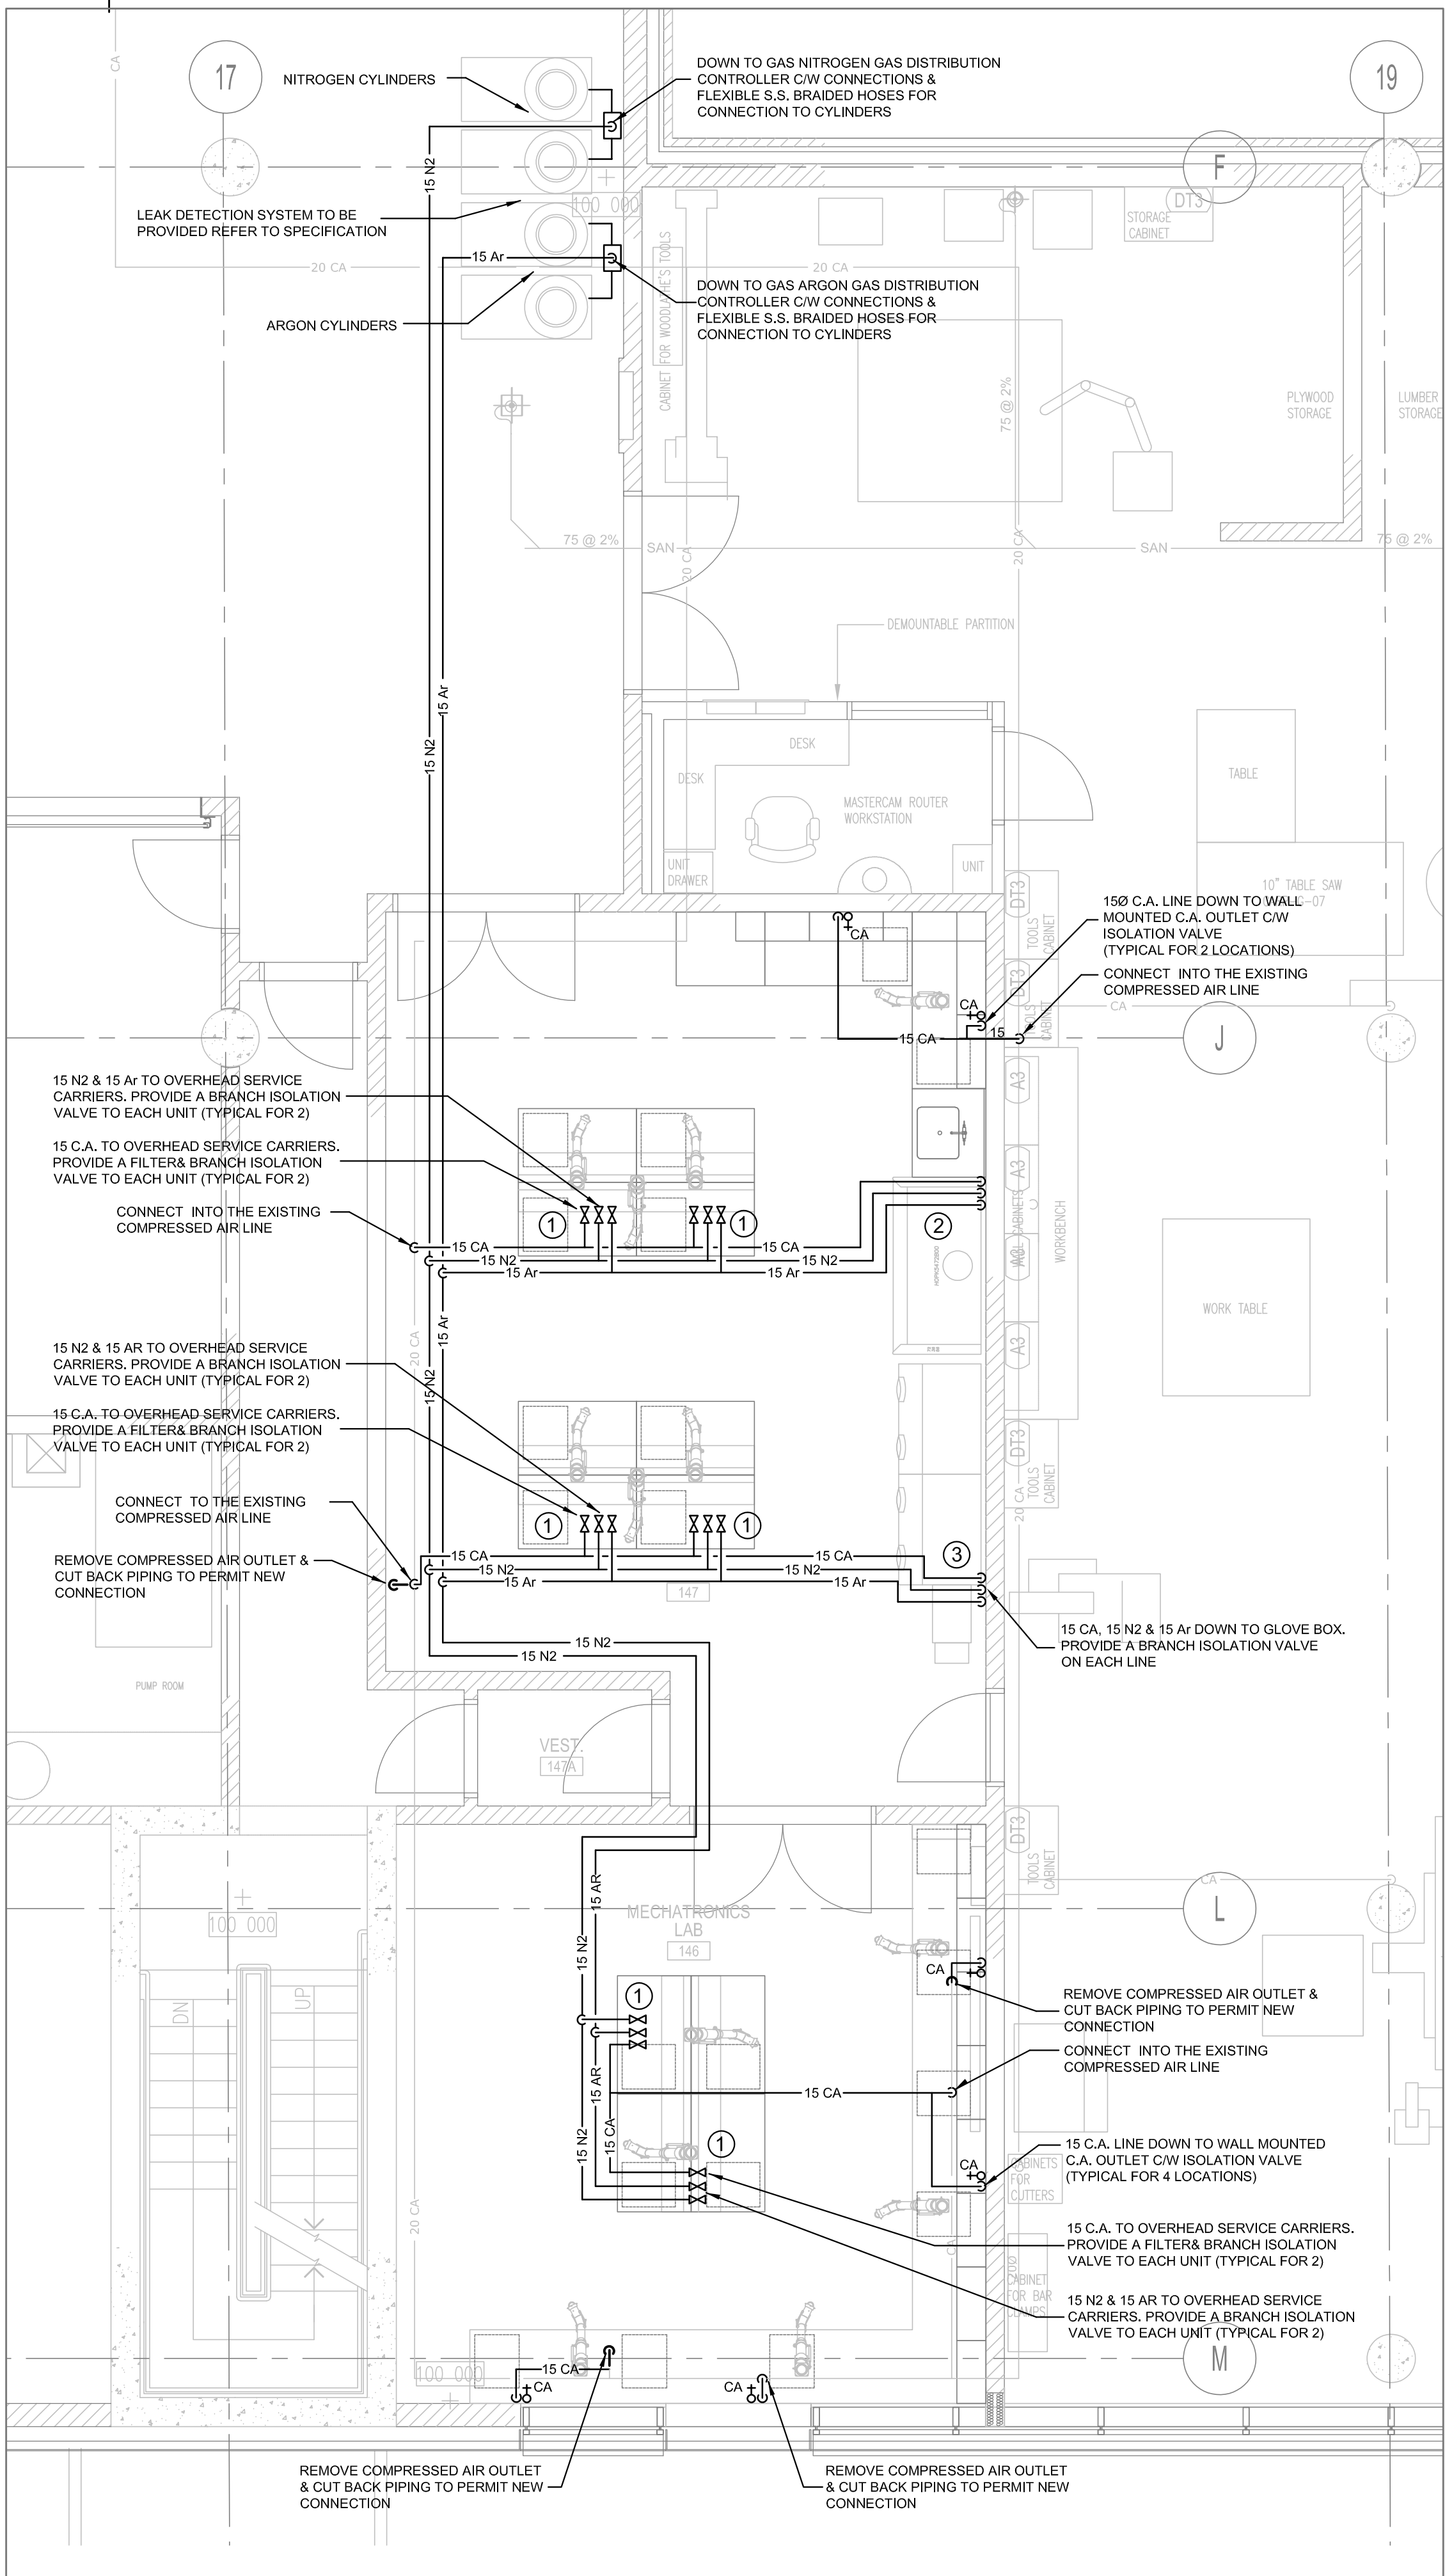 CA
17
NITROGEN CYLINDERS
DOWN TO GAS NITROGEN GAS DISTRIBUTION
CONTROLLER C/W CONNECTIONS &
FLEXIBLE S.S. BRAIDED HOSES FOR
CONNECTION TO CYLINDERS
19
15 N2
F
LEAK DETECTION SYSTEM TO BE
PROVIDED REFER TO SPECIFICATION
100 000
DT3
STORAGE
CABINET
15 Ar
20 CA
20 CA
DOWN TO GAS ARGON GAS DISTRIBUTION
CONTROLLER C/W CONNECTIONS &
FLEXIBLE S.S. BRAIDED HOSES FOR
CONNECTION TO CYLINDERS
ARGON CYLINDERS
CABINET FOR WOODLATHE'S TOOLS
75 @ 2%
PLYWOOD
STORAGE
LUMBER
STORAGE
75 @ 2%
SAN
20 CA
20 CA
SAN
75 @ 2%
DEMOUNTABLE PARTITION
15 Ar
15 N2
DESK
DESK
MASTERCAM ROUTER
WORKSTATION
UNIT
DRAWER
UNIT
TABLE
10" TABLE SAW
G-07
DT3
TOOLS
CABINET
15Ø C.A. LINE DOWN TO WALL
MOUNTED C.A. OUTLET C/W
ISOLATION VALVE
(TYPICAL FOR 2 LOCATIONS)
CA
DT3
TOOLS
CABINET
CONNECT INTO THE EXISTING
COMPRESSED AIR LINE
CA
CA
15 CA
15
J
15 N2 & 15 Ar TO OVERHEAD SERVICE
CARRIERS. PROVIDE A BRANCH ISOLATION
VALVE TO EACH UNIT (TYPICAL FOR 2)
15 C.A. TO OVERHEAD SERVICE CARRIERS.
PROVIDE A FILTER& BRANCH ISOLATION
VALVE TO EACH UNIT (TYPICAL FOR 2)
CONNECT INTO THE EXISTING
COMPRESSED AIR LINE
A3
A3
A3
A3
WORKBENCH
1
1
2
15 CA
15 CA
15 N2
15 N2
15 Ar
15 Ar
WORK TABLE
15 Ar
20 CA
15 N2
15 N2 & 15 AR TO OVERHEAD SERVICE
CARRIERS. PROVIDE A BRANCH ISOLATION
VALVE TO EACH UNIT (TYPICAL FOR 2)
15 C.A. TO OVERHEAD SERVICE CARRIERS.
PROVIDE A FILTER& BRANCH ISOLATION
VALVE TO EACH UNIT (TYPICAL FOR 2)
DT3
TOOLS
CABINET
20 CA
CONNECT TO THE EXISTING
COMPRESSED AIR LINE
1
1
3
REMOVE COMPRESSED AIR OUTLET &
CUT BACK PIPING TO PERMIT NEW
CONNECTION
15 CA
15 CA
15 N2
15 N2
15 Ar
15 Ar
147
15 CA, 15 N2 & 15 Ar DOWN TO GLOVE BOX.
PROVIDE A BRANCH ISOLATION VALVE
ON EACH LINE
15 N2
15 N2
PUMP ROOM
VEST.
147A
DT3
TOOLS
CABINET
CA
15 AR
MECHATRONICS
LAB
146
L
100 000
15 N2
CA
DN
UP
1
REMOVE COMPRESSED AIR OUTLET &
CUT BACK PIPING TO PERMIT NEW
CONNECTION
CONNECT INTO THE EXISTING
COMPRESSED AIR LINE
15 AR
15 CA
15 N2
15 CA
1
CA
15 C.A. LINE DOWN TO WALL MOUNTED
C.A. OUTLET C/W ISOLATION VALVE
(TYPICAL FOR 4 LOCATIONS)
CABINETS
FOR
CUTTERS
20 CA
CA
15 C.A. TO OVERHEAD SERVICE CARRIERS.
PROVIDE A FILTER& BRANCH ISOLATION
VALVE TO EACH UNIT (TYPICAL FOR 2)
20Ø
CABINET
FOR BAR
CLAMPS
15 N2 & 15 AR TO OVERHEAD SERVICE
CARRIERS. PROVIDE A BRANCH ISOLATION
VALVE TO EACH UNIT (TYPICAL FOR 2)
M
100 000
15 CA
CA
CA
REMOVE COMPRESSED AIR OUTLET
& CUT BACK PIPING TO PERMIT NEW
CONNECTION
REMOVE COMPRESSED AIR OUTLET
& CUT BACK PIPING TO PERMIT NEW
CONNECTION